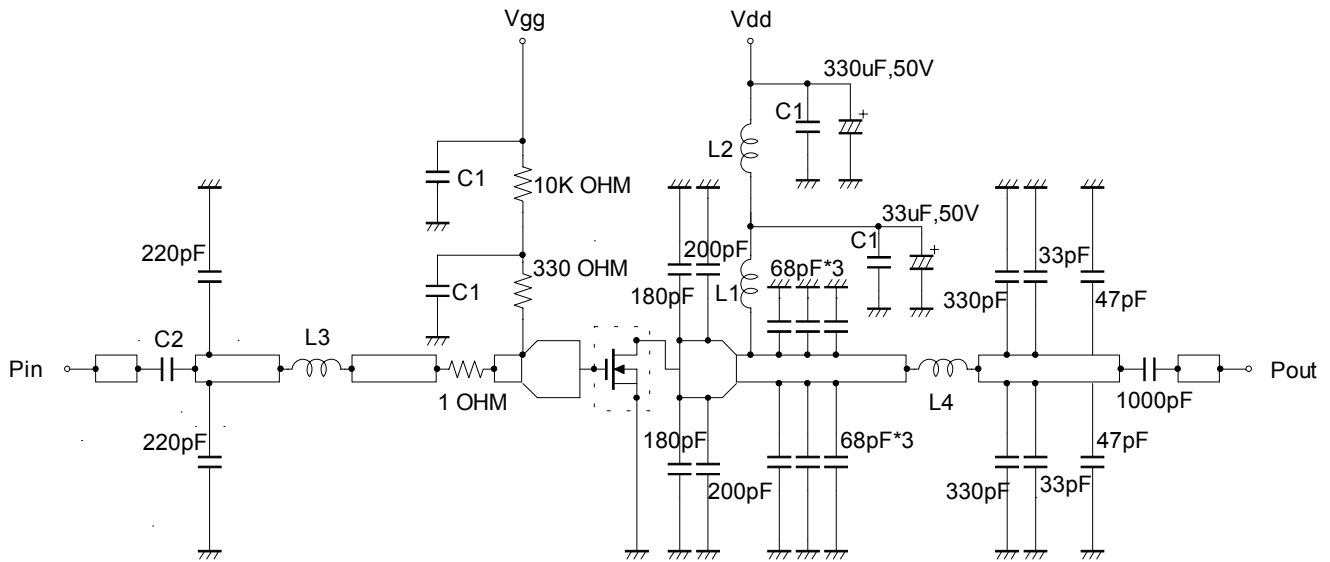 Vgg
Vdd
330uF,50V
C1
L2
C1
10K OHM
33uF,50V
C1
220pF
200pF
33pF
68pF*3
C1
330 OHM
L1
180pF
330pF
47pF
C2
L3
Pin
Pout
1 OHM
L4
1000pF
220pF
180pF
68pF*3
47pF
200pF
330pF
33pF